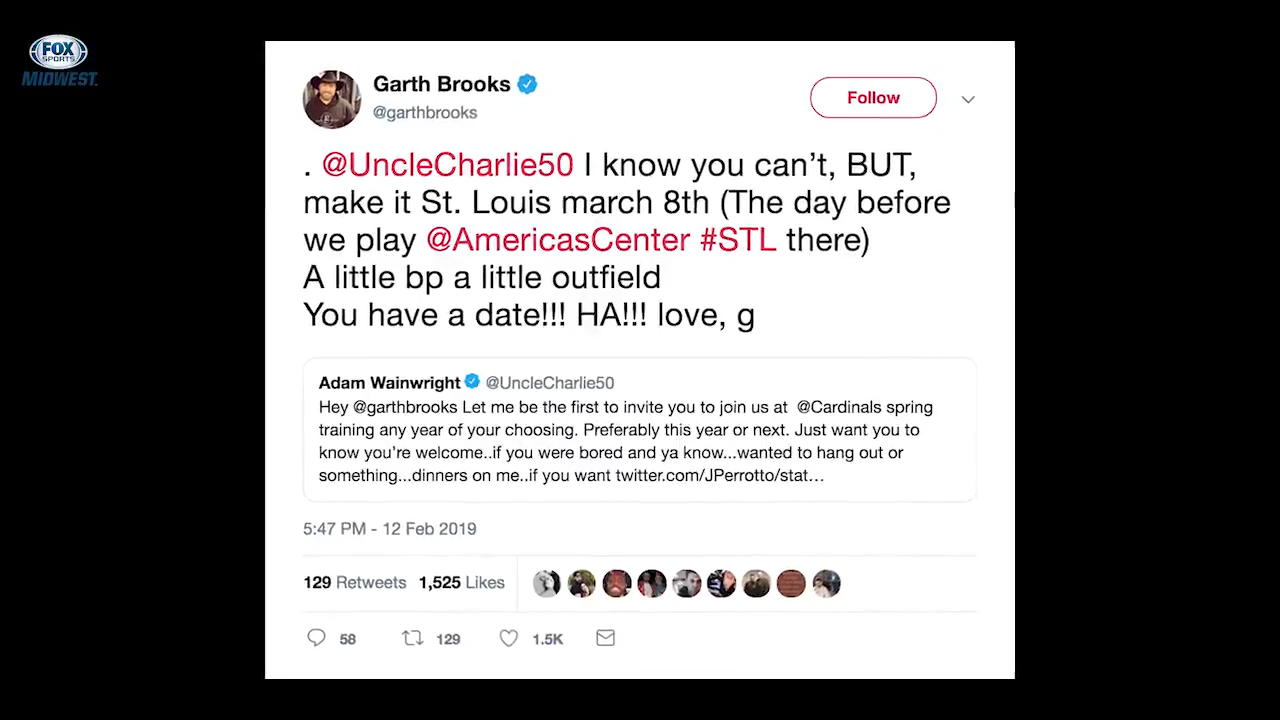 FOX
SPORTS
MIDWEST.
Garth Brooks
@garthbrooks
Follow
. @UncleCharlie50 I know you can’t, BUT,
make it St. Louis march 8th (The day before
we play @AmericasCenter #STL there)
A little bp a little outfield
You have a date!!! HA!!! love, g
Adam Wainwright @UncleCharlie50
Hey @garthbrooks Let me be the first to invite you to join us at @Cardinals spring
training any year of your choosing. Preferably this year or next. Just want you to
know you’re welcome..if you were bored and ya know...wanted to hang out or
something...dinners on me..if you want twitter.com/JPerrotto/stat…
5:47 PM - 12 Feb 2019
129 Retweets 1,525 Likes
58 129 1.5K